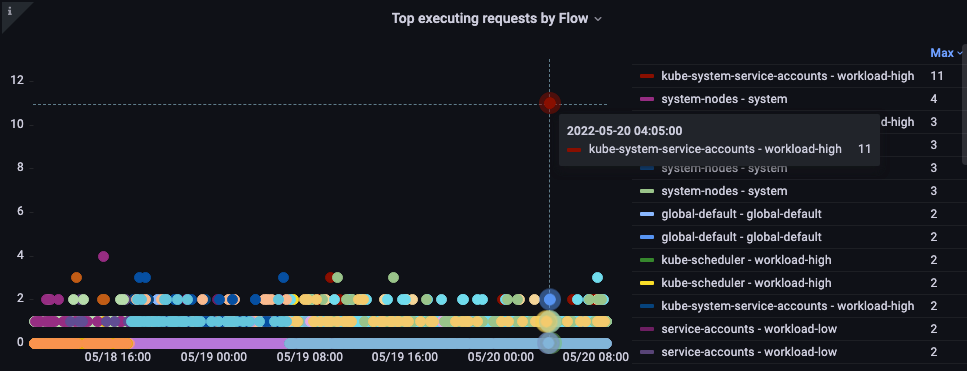 i
Top executing requests by Flow
Max
12
10
8
6
4
2
0
05/18 16:00
05/19 00:00
05/19 08:00
05/19 16:00
05/20 00:00
05/20 08:00
2022-05-20 04:05:00
kube-system-service-accounts - workload-high 11
kube-system-service-accounts - workload-high 11
system-nodes - system 4
oad-high 3
3
system-nodes - system 3
system-nodes - system 3
global-default - global-default 2
global-default - global-default 2
kube-scheduler - workload-high 2
kube-scheduler - workload-high 2
kube-system-service-accounts - workload-high 2
service-accounts - workload-low 2
service-accounts - workload-low 2